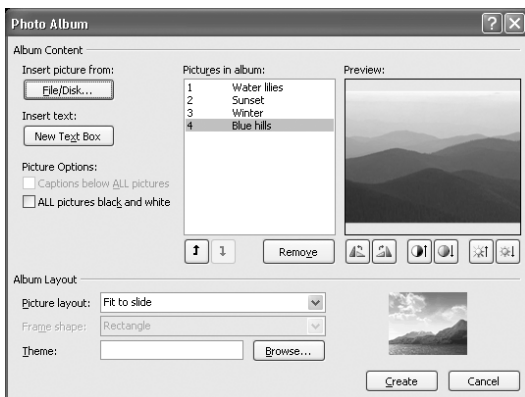 Photo Album
Album Content
Insert picture from:
File/Disk...
Insert text:
New Text Box
Picture Options:
Captions below ALL pictures
ALL pictures black and white
Pictures in album:
1 Water lilies
2 Sunset
3 Winter
4 Blue hills
Remove
Preview:
Album Layout
Picture layout: Fit to slide
Frame shape: Rectangle
Theme: Browse...
Create Cancel